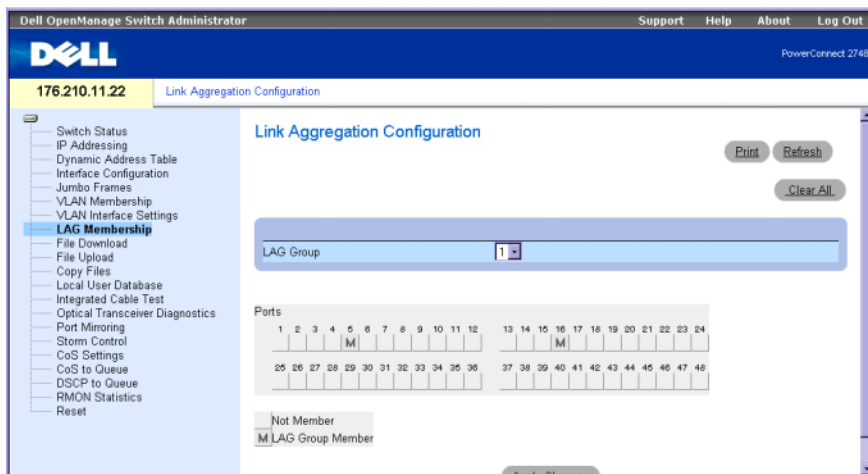 Dell OpenManage Switch Administrator Support Help About Log Out
DELL
PowerConnect 2748
176.210.11.22 Link Aggregation Configuration
Switch Status
IP Addressing
Dynamic Address Table
Interface Configuration
Jumbo Frames
VLAN Membership
VLAN Interface Settings
LAG Membership
File Download
File Upload
Copy Files
Local User Database
Integrated Cable Test
Optical Transceiver Diagnostics
Port Mirroring
Storm Control
CoS Settings
CoS to Queue
DSCP to Queue
RMON Statistics
Reset
Link Aggregation Configuration
Print Refresh
Clear All
LAG Group 1
Ports
1 2 3 4 5 6 7 8 9 10 11 12 13 14 15 16 17 18 19 20 21 22 23 24
M M
25 26 27 28 29 30 31 32 33 34 35 36 37 38 39 40 41 42 43 44 45 46 47 48
Not Member
M LAG Group Member